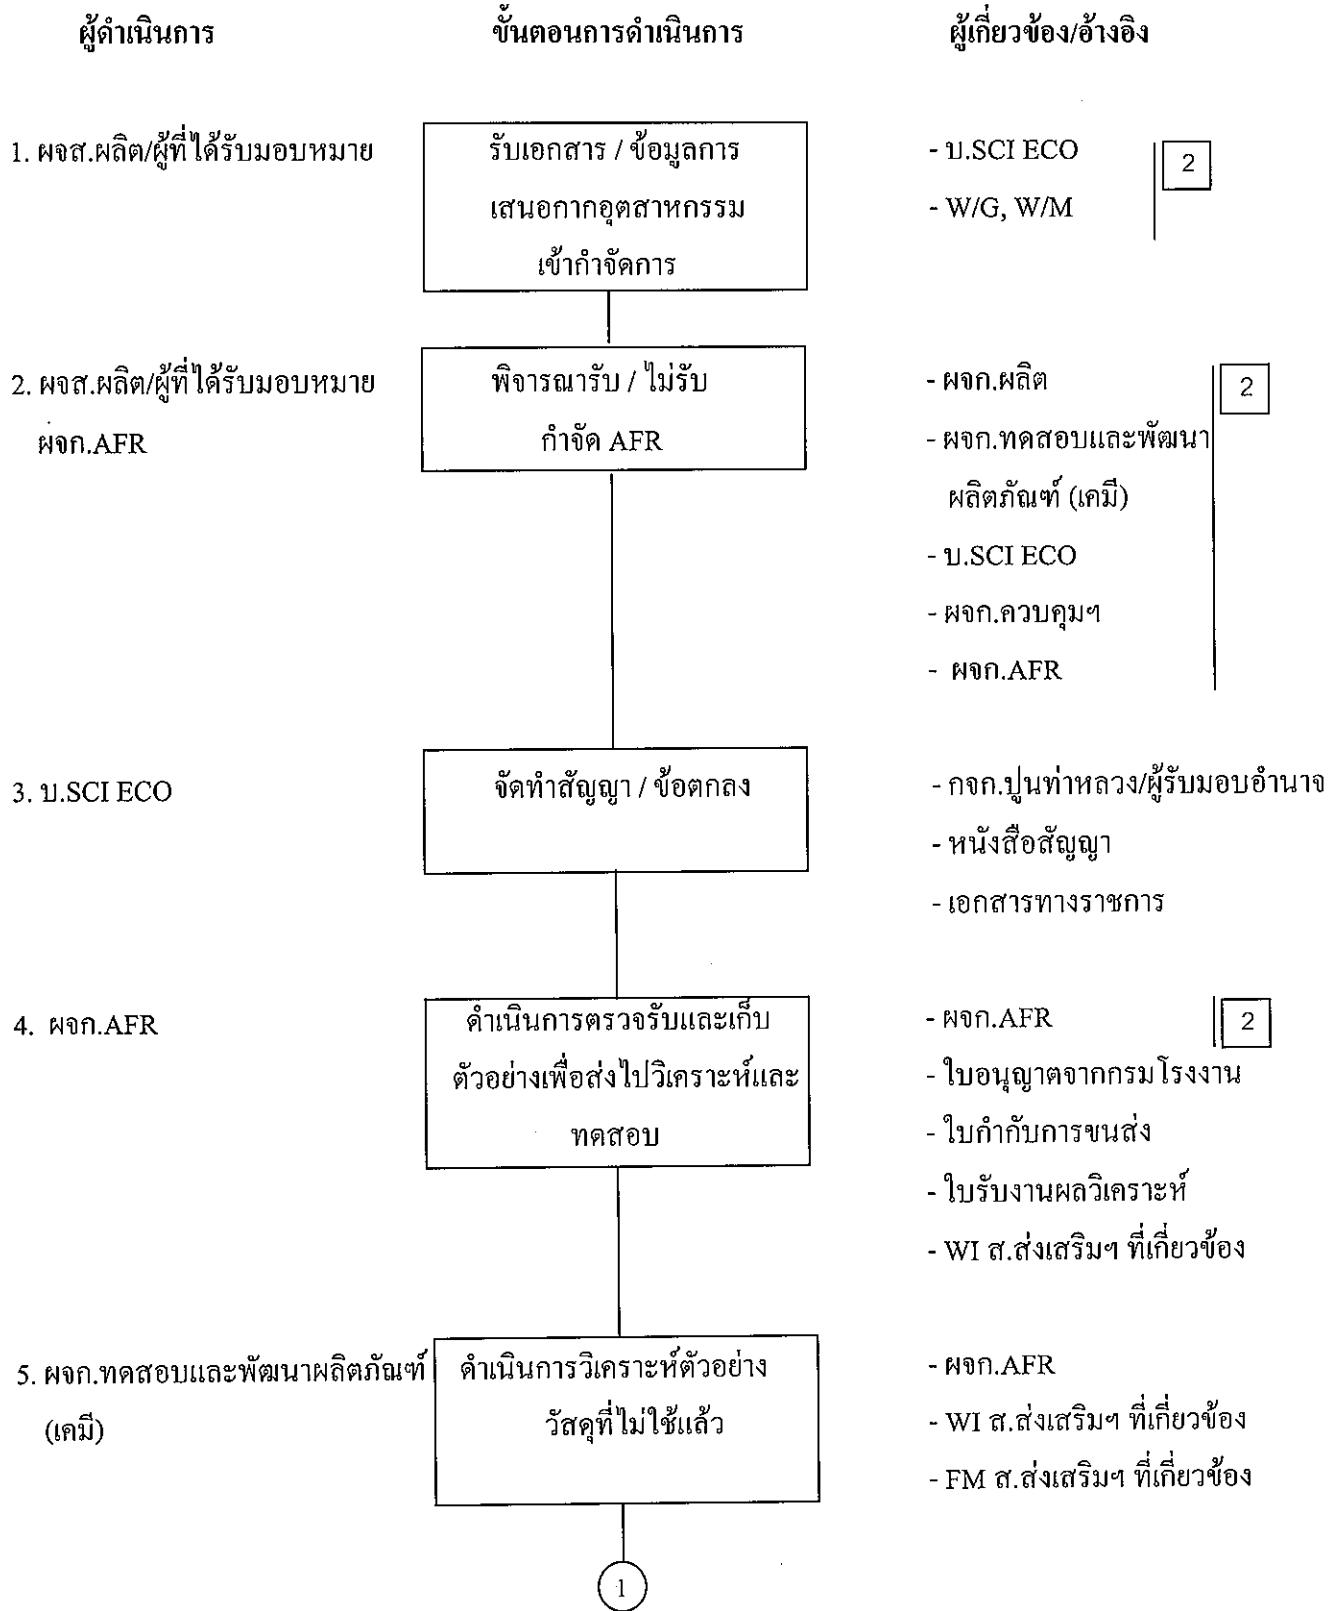 ผู้ดำเนินการ ขั้นตอนการดำเนินการ ผู้เกี่ยวข้อง/อ้างอิง
1. ผจส.ผลิต/ผู้ที่ได้รับมอบหมาย
รับเอกสาร / ข้อมูลการ
เสนอกากอุตสาหกรรม
เข้ากำจัดการ
- บ.SCI ECO
- W/G, W/M
2
2. ผจส.ผลิต/ผู้ที่ได้รับมอบหมาย
ผจก.AFR
พิจารณารับ / ไม่รับ
กำจัด AFR
- ผจก.ผลิต
- ผจก.ทดสอบและพัฒนา
ผลิตภัณฑ์ (เคมี)
- บ.SCI ECO
- ผจก.ควบคุมฯ
- ผจก.AFR
2
3. บ.SCI ECO
จัดทำสัญญา / ข้อตกลง
- กจก.ปูนท่าหลวง/ผู้รับมอบอำนาจ
- หนังสือสัญญา
- เอกสารทางราชการ
4. ผจก.AFR
ดำเนินการตรวจรับและเก็บ
ตัวอย่างเพื่อส่งไปวิเคราะห์และ
ทดสอบ
- ผจก.AFR
- ใบอนุญาตจากกรมโรงงาน
- ใบกำกับการขนส่ง
- ใบรับงานผลวิเคราะห์
- WI ส.ส่งเสริมฯ ที่เกี่ยวข้อง
2
5. ผจก.ทดสอบและพัฒนาผลิตภัณฑ์
(เคมี)
ดำเนินการวิเคราะห์ตัวอย่าง
วัสดุที่ไม่ใช้แล้ว
- ผจก.AFR
- WI ส.ส่งเสริมฯ ที่เกี่ยวข้อง
- FM ส.ส่งเสริมฯ ที่เกี่ยวข้อง
1